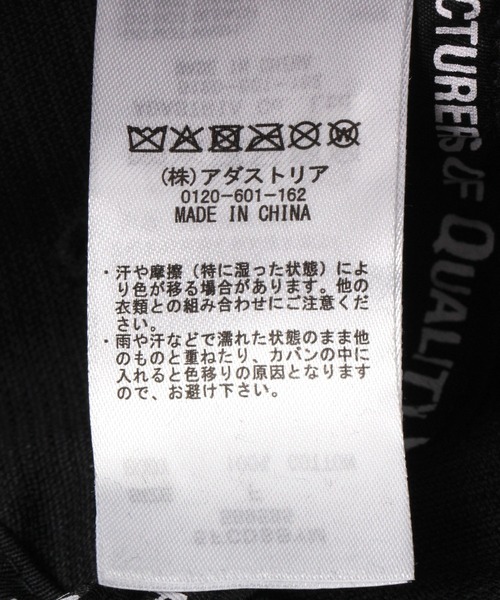 (株)アダストリア
0120-601-162
MADE IN CHINA
・汗や摩擦（特に湿った状態）によ
り色が移る場合があります。他の
衣類との組み合わせにご注意くだ
さい。
・雨や汗などで濡れた状態のまま他
のものと重ねたり、カバンの中に
入れると色移りの原因となります
ので、お避け下さい。
CTURER
OF QUALITY